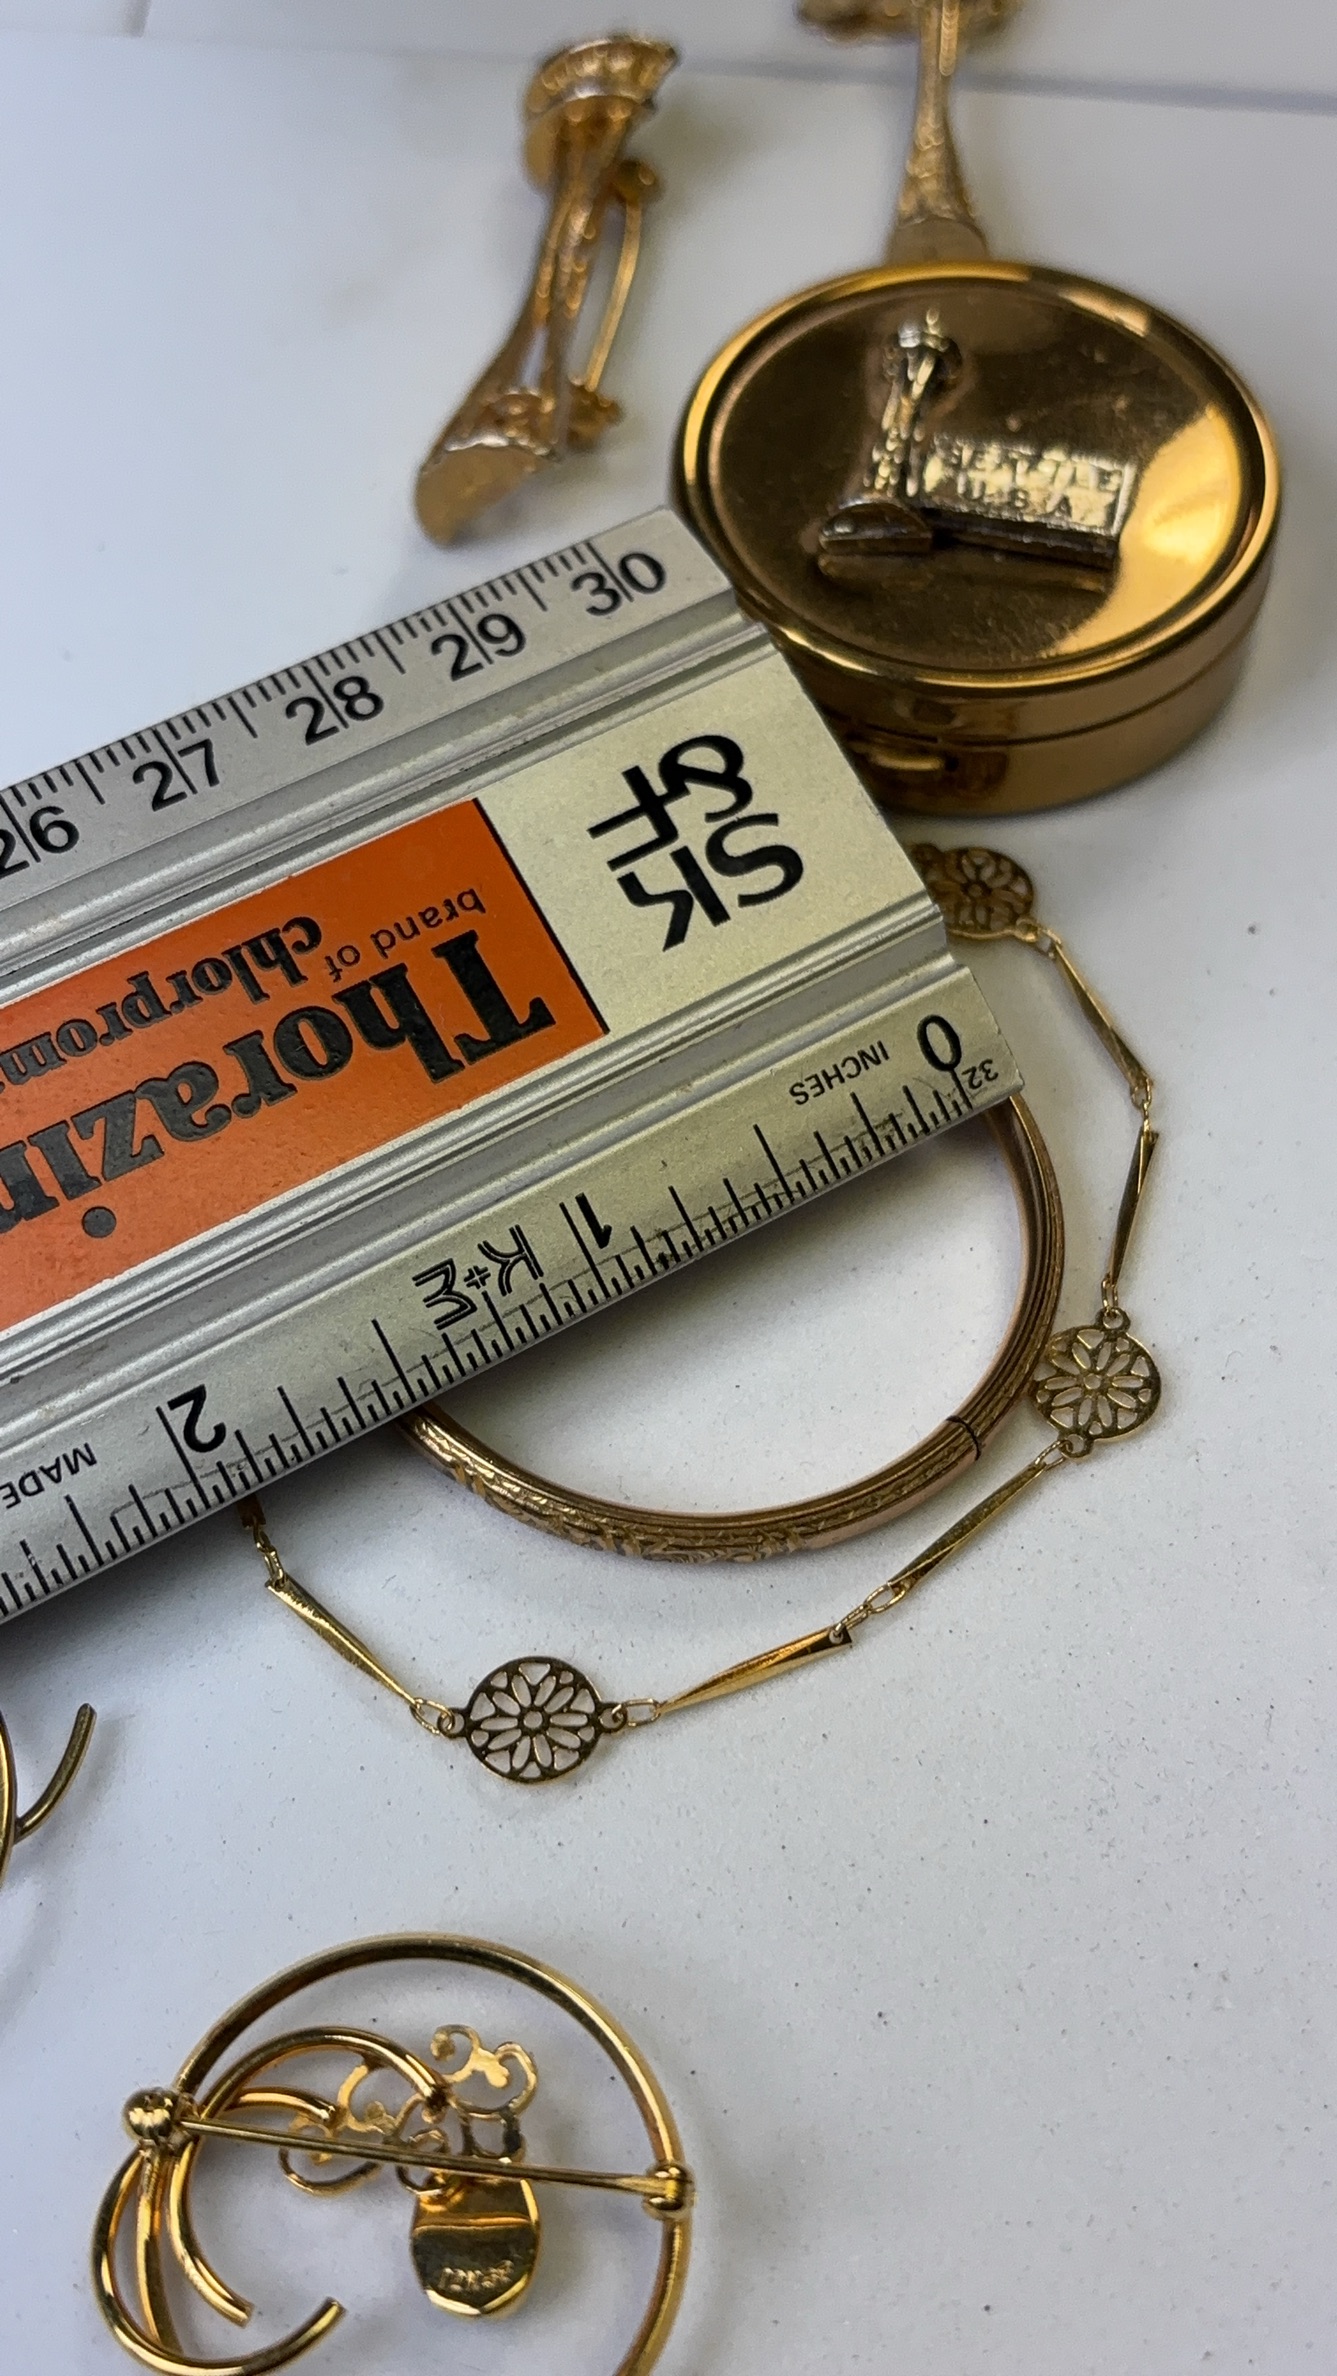 SEATTLE
U.S.A.
26 27 28 29 30
SK
&F
brand of
Thorazin
chlorprom
0 1 2
32
INCHES
K+E
MADE